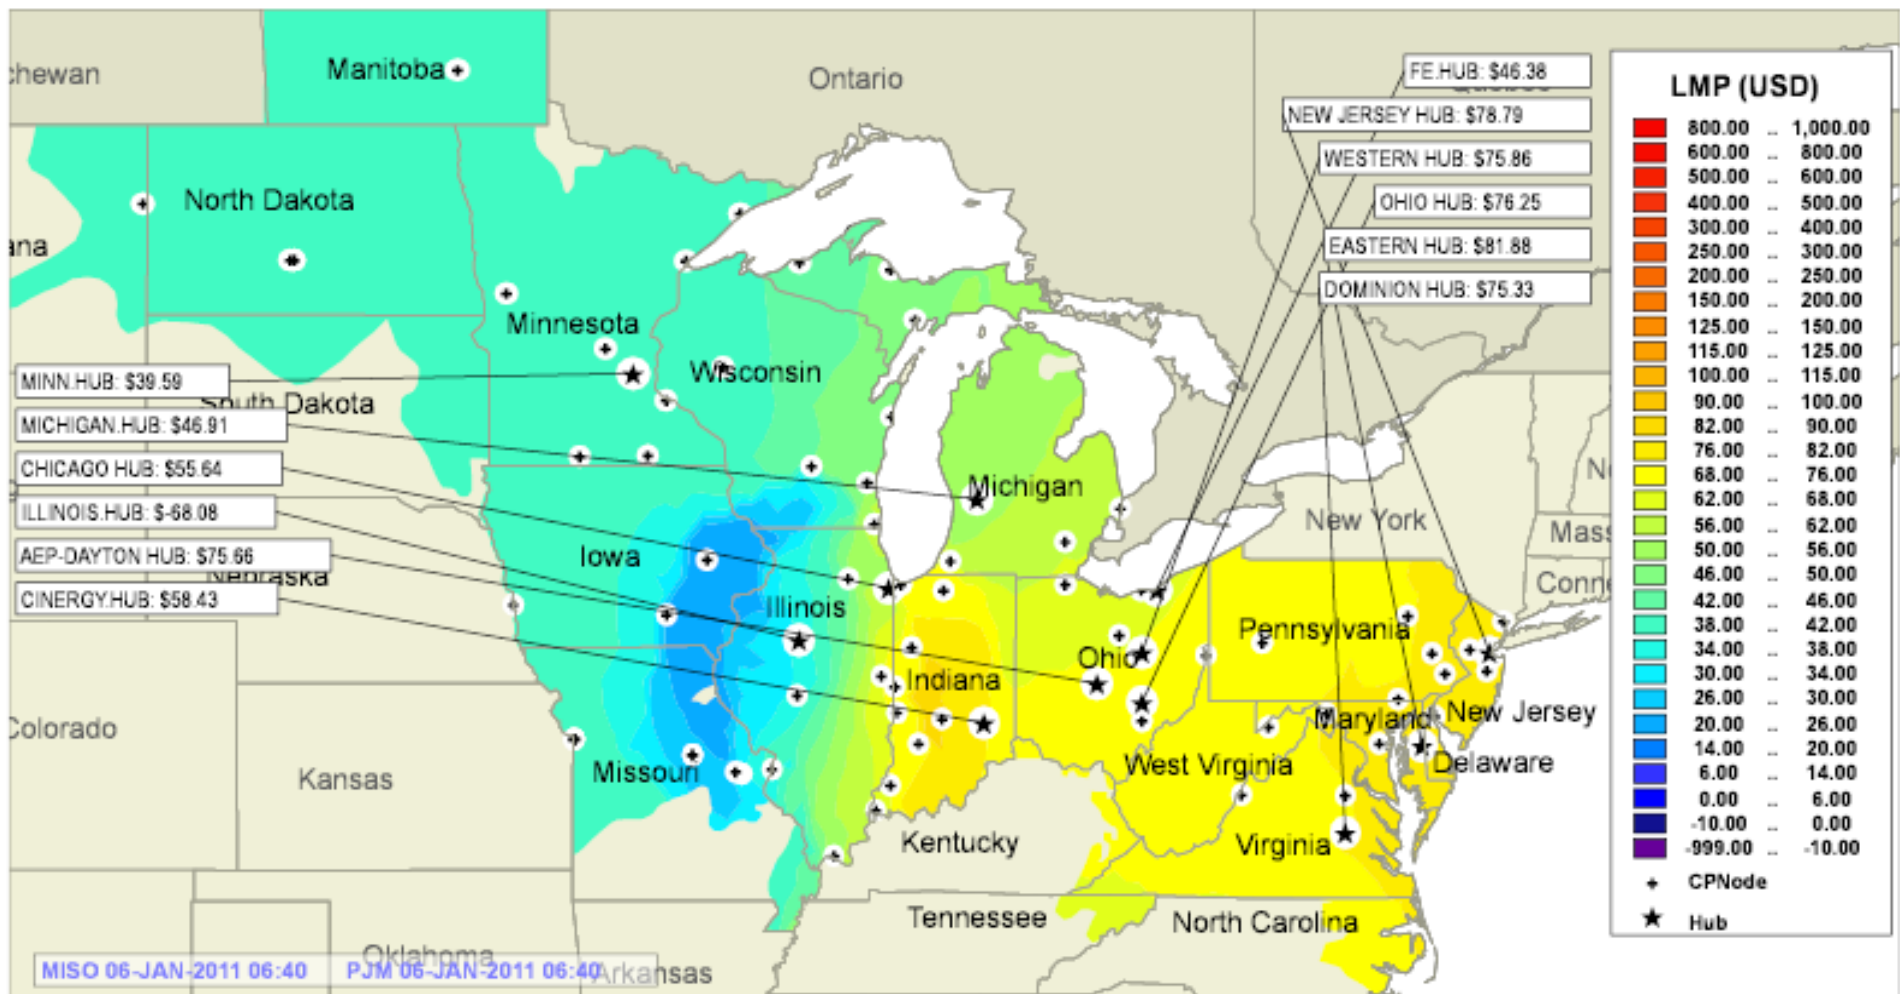 chewan
Manitoba
Ontario
North Dakota
ana
Minnesota
Wisconsin
South Dakota
Michigan
Iowa
Nebraska
Illinois
New York
Mass
Conne
Ohio
Pennsylvania
Indiana
Colorado
Kansas
Missouri
Maryland
New Jersey
West Virginia
Delaware
Kentucky
Virginia
Tennessee
North Carolina
Oklahoma
Arkansas
MINN.HUB: $39.59
MICHIGAN.HUB: $46.91
CHICAGO HUB: $55.64
ILLINOIS.HUB: $-68.08
AEP-DAYTON HUB: $75.66
CINERGY.HUB: $58.43
FE.HUB: $46.38
NEW JERSEY HUB: $78.79
WESTERN HUB: $75.86
OHIO HUB: $76.25
EASTERN HUB: $81.88
DOMINION HUB: $75.33
LMP (USD)
800.00 .. 1,000.00
600.00 .. 800.00
500.00 .. 600.00
400.00 .. 500.00
300.00 .. 400.00
250.00 .. 300.00
200.00 .. 250.00
150.00 .. 200.00
125.00 .. 150.00
115.00 .. 125.00
100.00 .. 115.00
90.00 .. 100.00
82.00 .. 90.00
76.00 .. 82.00
68.00 .. 76.00
62.00 .. 68.00
56.00 .. 62.00
50.00 .. 56.00
46.00 .. 50.00
42.00 .. 46.00
38.00 .. 42.00
34.00 .. 38.00
30.00 .. 34.00
26.00 .. 30.00
20.00 .. 26.00
14.00 .. 20.00
6.00 .. 14.00
0.00 .. 6.00
-10.00 .. 0.00
-999.00 .. -10.00
CPNode
Hub
MISO 06-JAN-2011 06:40 PJM 06-JAN-2011 06:40